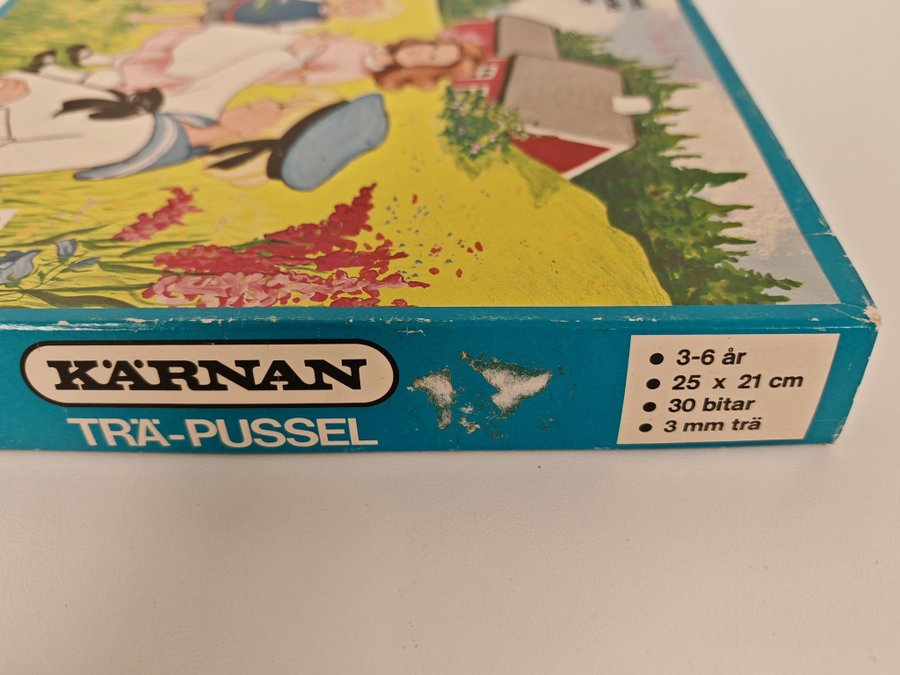 KÄRNAN
TRÄ-PUSSEL
• 3-6 år
• 25 x 21 cm
• 30 bitar
• 3 mm trä